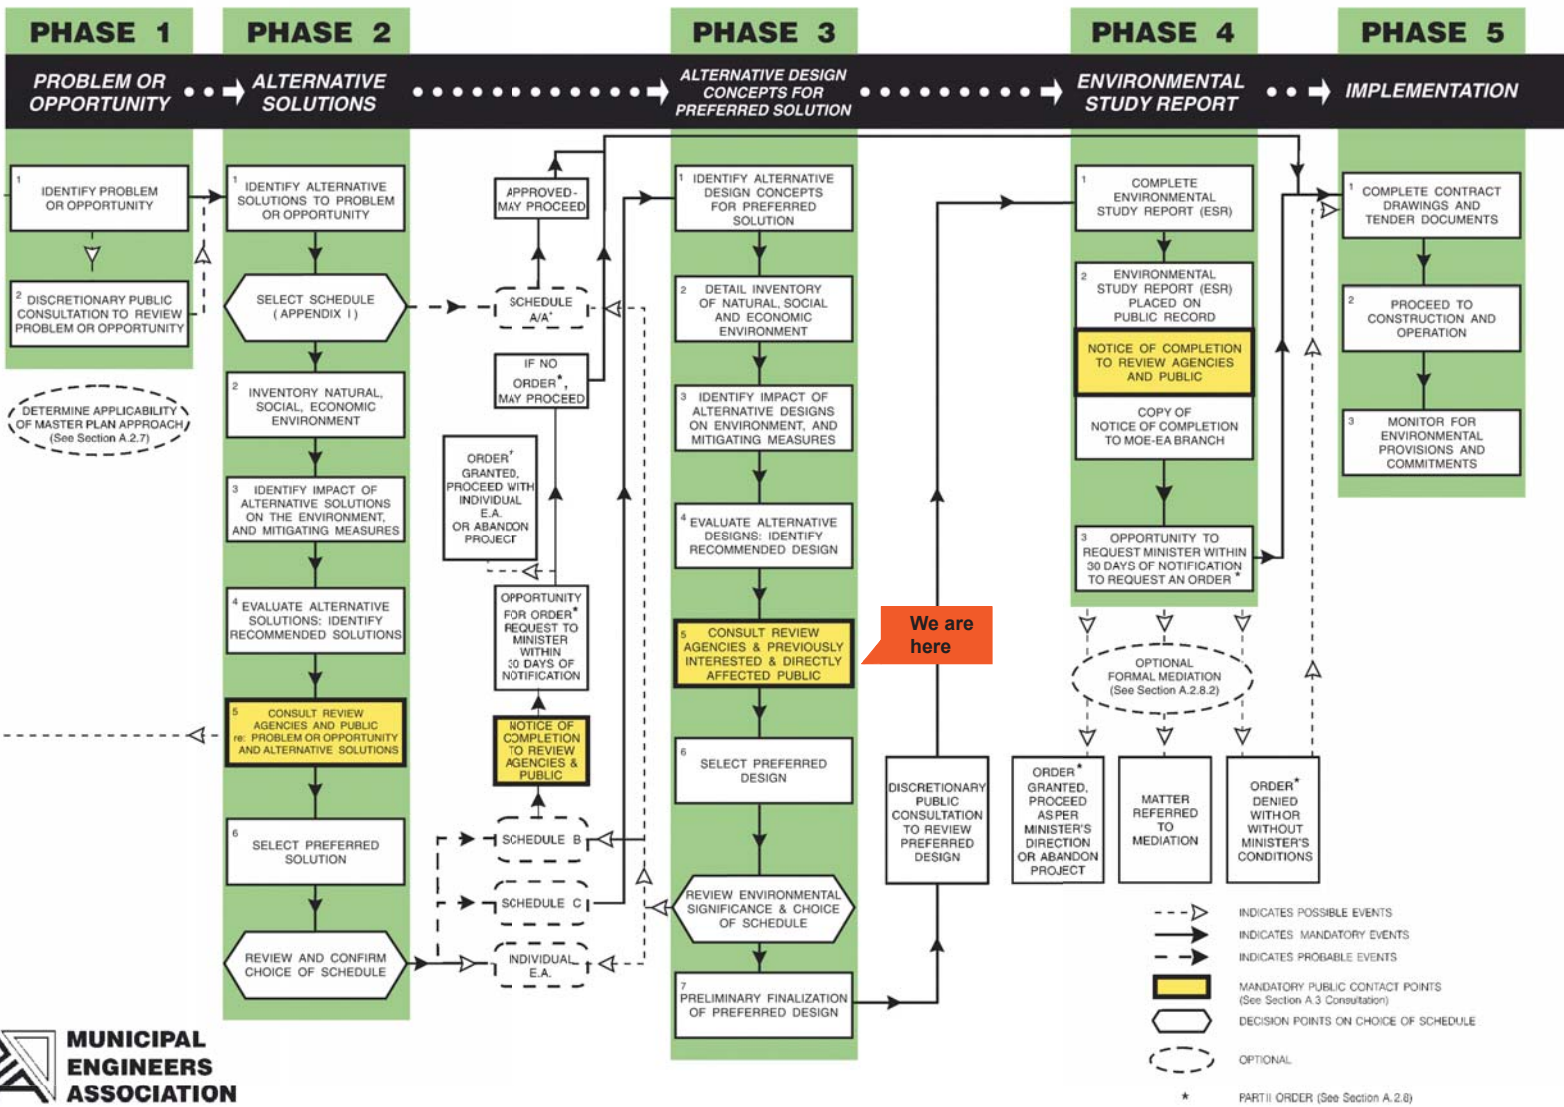 PHASE 1
PHASE 2
PHASE 3
PHASE 4
PHASE 5
PROBLEM OR
OPPORTUNITY
ALTERNATIVE
SOLUTIONS
ALTERNATIVE DESIGN
CONCEPTS FOR
PREFERRED SOLUTION
ENVIRONMENTAL
STUDY REPORT
IMPLEMENTATION
1
IDENTIFY PROBLEM
OR OPPORTUNITY
2
DISCRETIONARY PUBLIC
CONSULTATION TO REVIEW
PROBLEM OR OPPORTUNITY
DETERMINE APPLICABILITY
OF MASTER PLAN APPROACH
(See Section A.2.7)
1
IDENTIFY ALTERNATIVE
SOLUTIONS TO PROBLEM
OR OPPORTUNITY
SELECT SCHEDULE
( APPENDIX I )
2
INVENTORY NATURAL,
SOCIAL, ECONOMIC
ENVIRONMENT
3
IDENTIFY IMPACT OF
ALTERNATIVE SOLUTIONS
ON THE ENVIRONMENT,
AND MITIGATING MEASURES
4
EVALUATE ALTERNATIVE
SOLUTIONS: IDENTIFY
RECOMMENDED SOLUTIONS
5
CONSULT REVIEW
AGENCIES AND PUBLIC
re: PROBLEM OR OPPORTUNITY
AND ALTERNATIVE SOLUTIONS
6
SELECT PREFERRED
SOLUTION
REVIEW AND CONFIRM
CHOICE OF SCHEDULE
APPROVED-
MAY PROCEED
SCHEDULE
A/A+
IF NO
ORDER*,
MAY PROCEED
ORDER*
GRANTED,
PROCEED WITH
INDIVIDUAL
E.A.
OR ABANDON
PROJECT
OPPORTUNITY
FOR ORDER*
REQUEST TO
MINISTER
WITHIN
30 DAYS OF
NOTIFICATION
NOTICE OF
COMPLETION
TO REVIEW
AGENCIES &
PUBLIC
SCHEDULE B
SCHEDULE C
INDIVIDUAL
E.A.
1
IDENTIFY ALTERNATIVE
DESIGN CONCEPTS
FOR PREFERRED
SOLUTION
2
DETAIL INVENTORY
OF NATURAL, SOCIAL
AND ECONOMIC
ENVIRONMENT
3
IDENTIFY IMPACT OF
ALTERNATIVE DESIGNS
ON ENVIRONMENT, AND
MITIGATING MEASURES
4
EVALUATE ALTERNATIVE
DESIGNS: IDENTIFY
RECOMMENDED DESIGN
5
CONSULT REVIEW
AGENCIES & PREVIOUSLY
INTERESTED & DIRECTLY
AFFECTED PUBLIC
We are
here
6
SELECT PREFERRED
DESIGN
REVIEW ENVIRONMENTAL
SIGNIFICANCE & CHOICE
OF SCHEDULE
7
PRELIMINARY FINALIZATION
OF PREFERRED DESIGN
DISCRETIONARY
PUBLIC
CONSULTATION
TO REVIEW
PREFERRED
DESIGN
1
COMPLETE
ENVIRONMENTAL
STUDY REPORT (ESR)
2
ENVIRONMENTAL
STUDY REPORT (ESR)
PLACED ON
PUBLIC RECORD
NOTICE OF COMPLETION
TO REVIEW AGENCIES
AND PUBLIC
COPY OF
NOTICE OF COMPLETION
TO MOE-EA BRANCH
3
OPPORTUNITY TO
REQUEST MINISTER WITHIN
30 DAYS OF NOTIFICATION
TO REQUEST AN ORDER *
OPTIONAL
FORMAL MEDIATION
(See Section A.2.8.2)
ORDER*
GRANTED,
PROCEED
AS PER
MINISTER'S
DIRECTION
OR ABANDON
PROJECT
MATTER
REFERRED
TO
MEDIATION
ORDER*
DENIED
WITH OR
WITHOUT
MINISTER'S
CONDITIONS
1
COMPLETE CONTRACT
DRAWINGS AND
TENDER DOCUMENTS
2
PROCEED TO
CONSTRUCTION AND
OPERATION
3
MONITOR FOR
ENVIRONMENTAL
PROVISIONS AND
COMMITMENTS
INDICATES POSSIBLE EVENTS
INDICATES MANDATORY EVENTS
INDICATES PROBABLE EVENTS
MANDATORY PUBLIC CONTACT POINTS
(See Section A.3 Consultation)
DECISION POINTS ON CHOICE OF SCHEDULE
OPTIONAL
* PART II ORDER (See Section A.2.8)
MUNICIPAL
ENGINEERS
ASSOCIATION